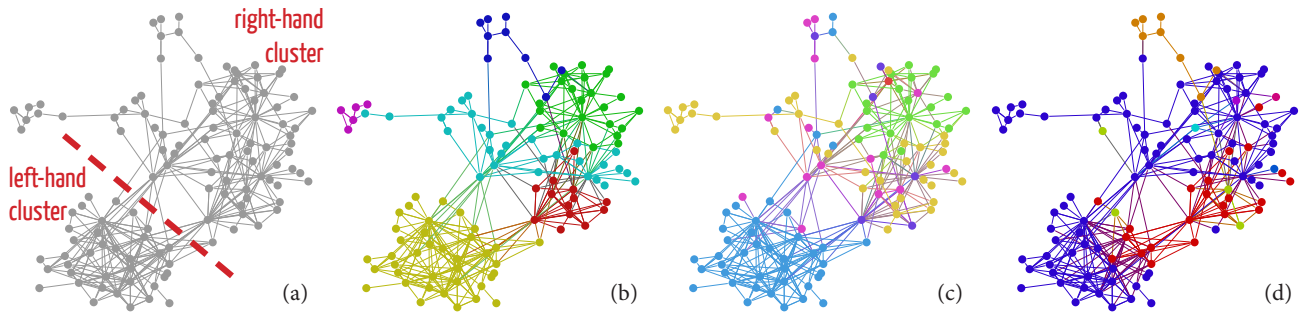 right-hand
cluster
left-hand
cluster
(a)
(b)
(c)
(d)